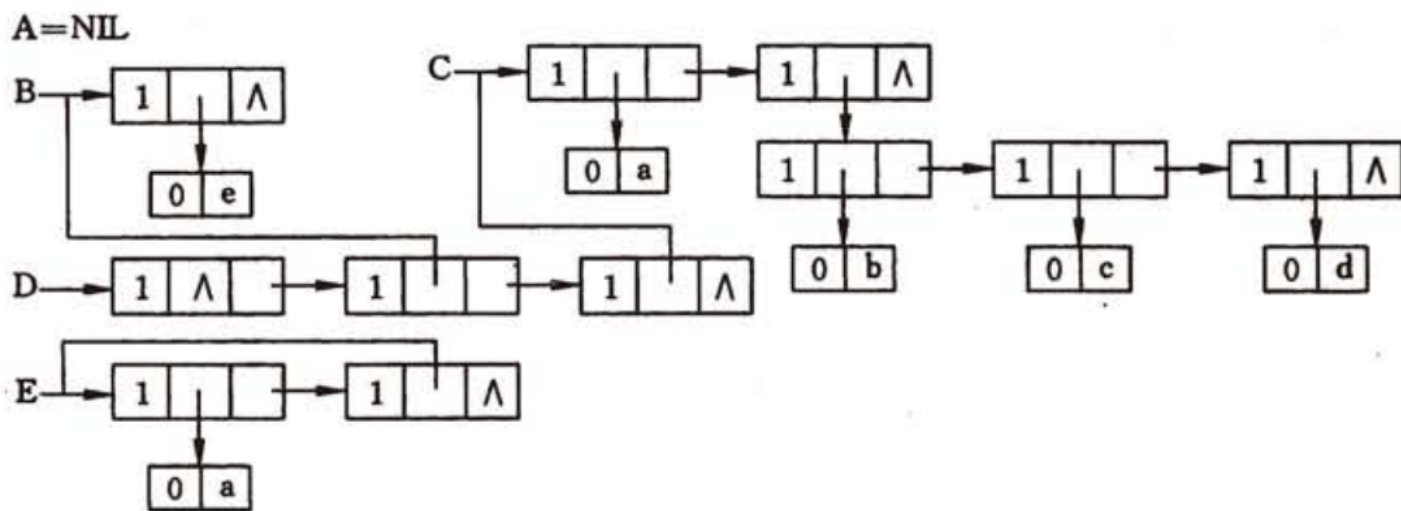 A=NIL
B 1 ∧
C 1 1 ∧
0 e
0 a
1 1 1 ∧
0 b
0 c
0 d
D 1 ∧ 1 1 ∧
E 1 1 ∧
0 a